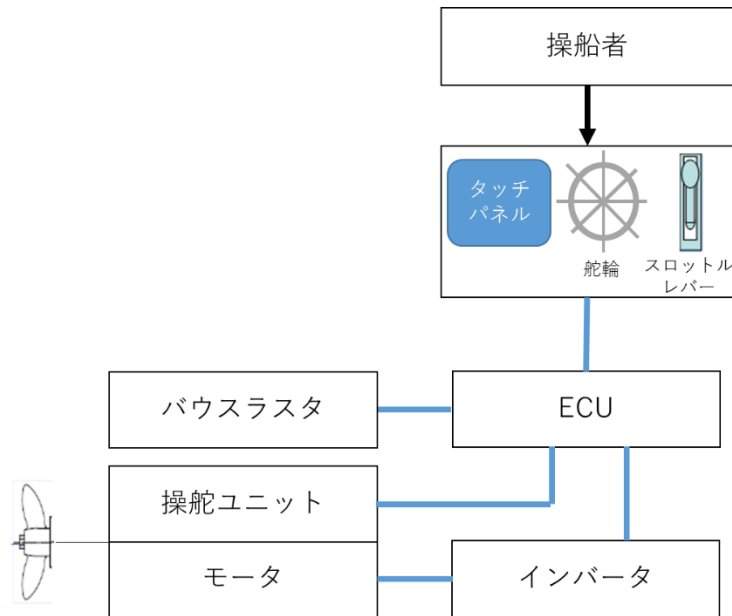 操船者
タッチ
パネル
舵輪
スロットル
レバー
バウスラスタ
ECU
操舵ユニット
モータ
インバータ